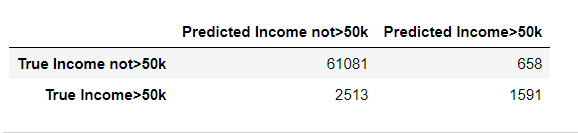 Predicted Income not>50k Predicted Income>50k
True Income not>50k 61081 658
True Income>50k 2513 1591